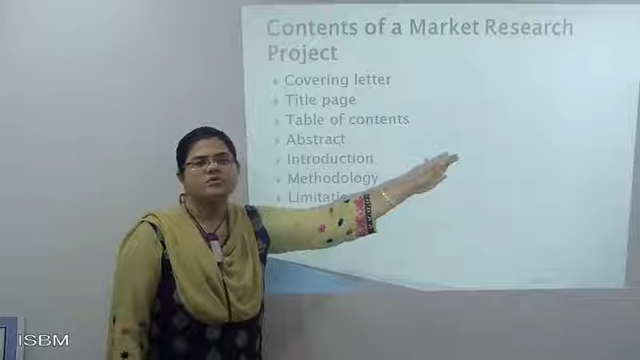 Contents of a Market Research
Project
Covering letter
Title page
Table of contents
Abstract
Introduction
Methodology
ISBM